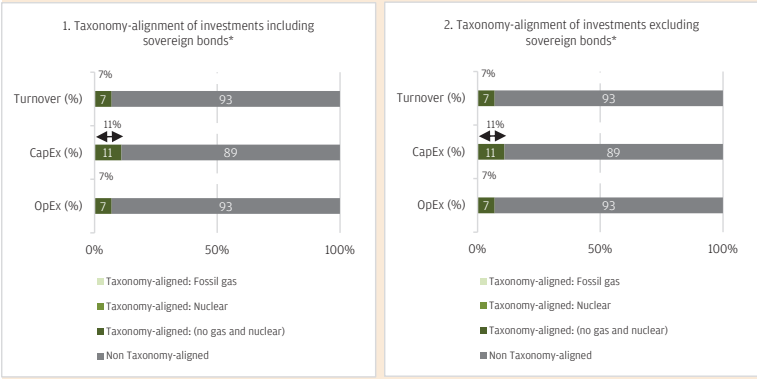 1. Taxonomy-alignment of investments including
sovereign bonds*
7%
Turnover (%)
7
93
11%
CapEx (%)
11
89
7%
OpEx (%)
7
93
0%
50%
100%
Taxonomy-aligned: Fossil gas
Taxonomy-aligned: Nuclear
Taxonomy-aligned: (no gas and nuclear)
Non Taxonomy-aligned
2. Taxonomy-alignment of investments excluding
sovereign bonds*
7%
Turnover (%)
7
93
11%
CapEx (%)
11
89
7%
OpEx (%)
7
93
0%
50%
100%
Taxonomy-aligned: Fossil gas
Taxonomy-aligned: Nuclear
Taxonomy-aligned: (no gas and nuclear)
Non Taxonomy-aligned